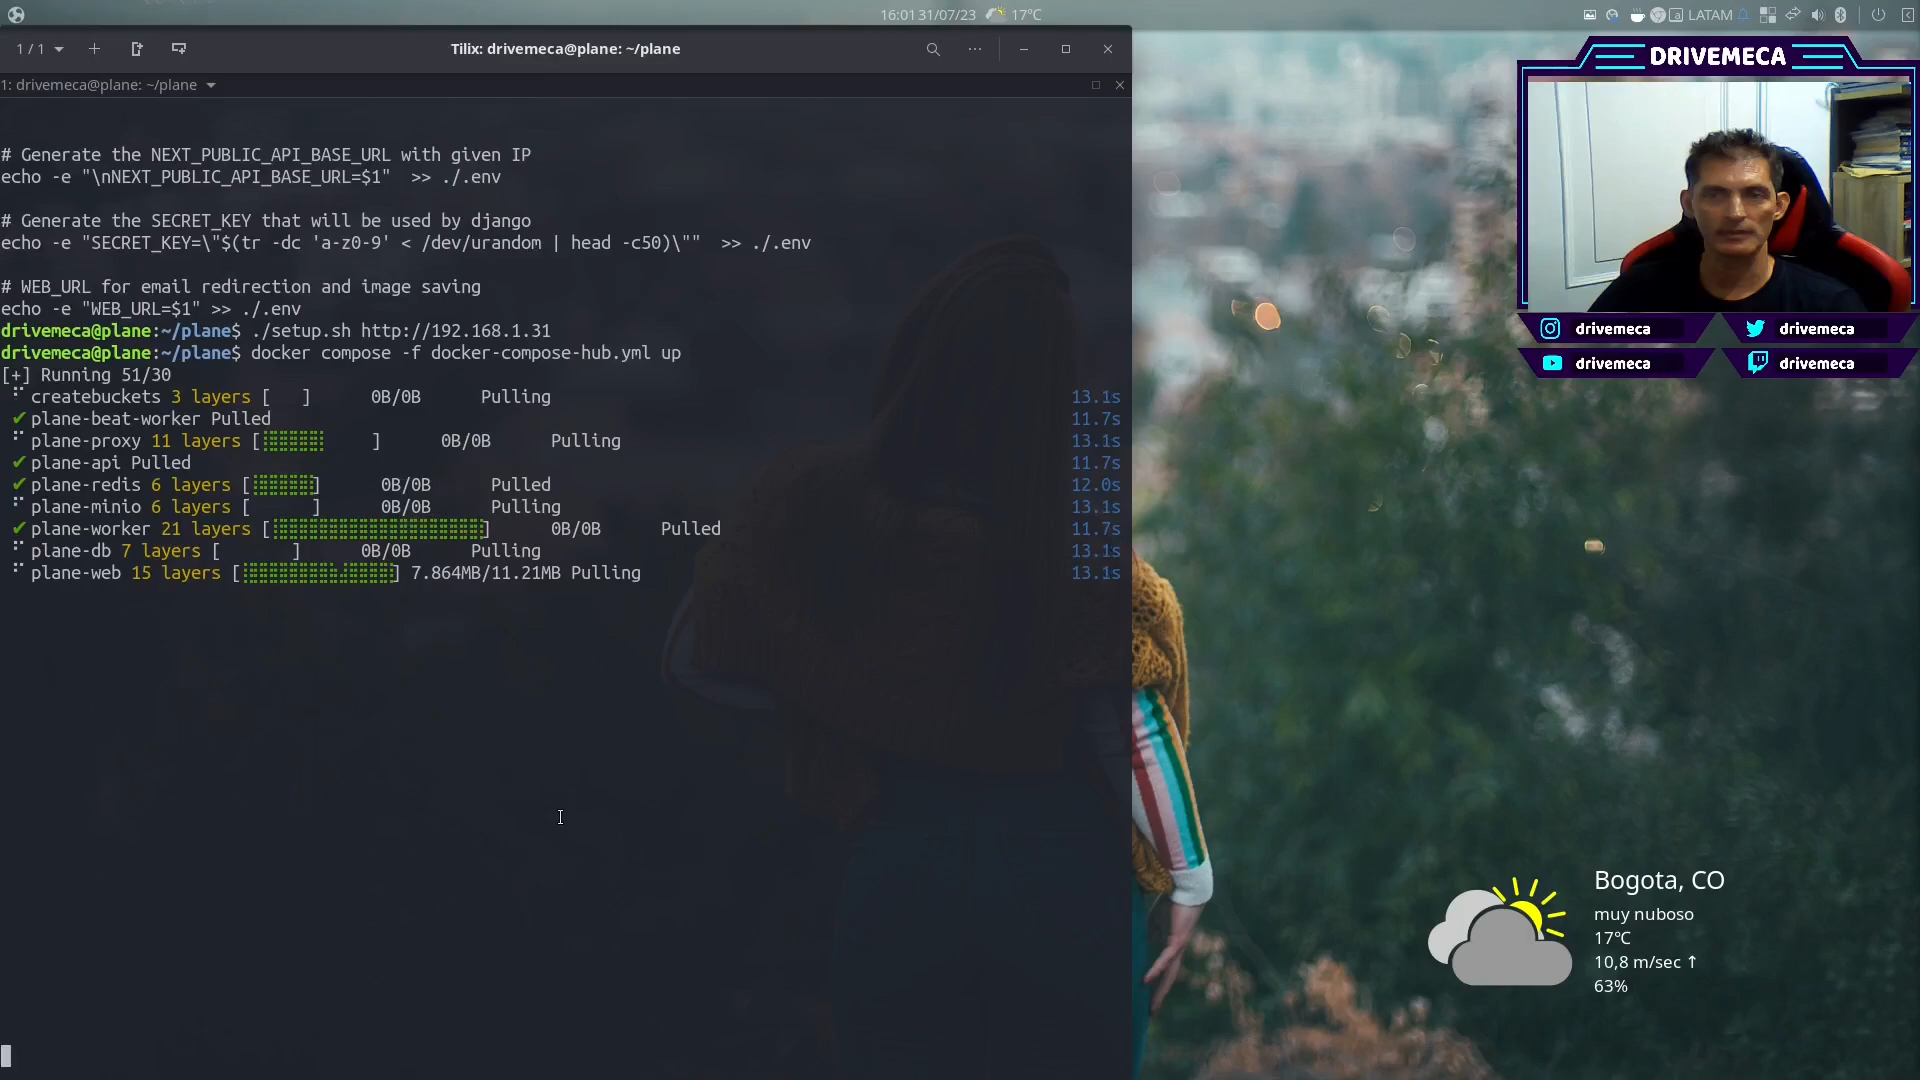 16:01 31/07/23 17°C
LATAM
1 / 1
Tilix: drivemeca@plane: ~/plane
1: drivemeca@plane: ~/plane
# Generate the NEXT_PUBLIC_API_BASE_URL with given IP
echo -e "\nNEXT_PUBLIC_API_BASE_URL=$1"  >> ./.env
# Generate the SECRET_KEY that will be used by django
echo -e "SECRET_KEY=\"$(tr -dc 'a-z0-9' < /dev/urandom | head -c50)\""  >> ./.env
# WEB_URL for email redirection and image saving
echo -e "WEB_URL=$1" >> ./.env
drivemeca@plane:~/plane$ ./setup.sh http://192.168.1.31
drivemeca@plane:~/plane$ docker compose -f docker-compose-hub.yml up
[+] Running 51/30
createbuckets 3 layers [   ]      0B/0B      Pulling 13.1s
✔ plane-beat-worker Pulled 11.7s
plane-proxy 11 layers [⣿⣿⣿⣿⣿⣿     ]      0B/0B      Pulling 13.1s
✔ plane-api Pulled 11.7s
✔ plane-redis 6 layers [⣿⣿⣿⣿⣿⣿]      0B/0B      Pulled 12.0s
plane-minio 6 layers [      ]      0B/0B      Pulling 13.1s
✔ plane-worker 21 layers [⣿⣿⣿⣿⣿⣿⣿⣿⣿⣿⣿⣿⣿⣿⣿⣿⣿⣿⣿⣿⣿]      0B/0B      Pulled 11.7s
plane-db 7 layers [       ]      0B/0B      Pulling 13.1s
plane-web 15 layers [⣿⣿⣿⣿⣿⣿⣿⣿⣿⣿⣿⣿⣿⣿⣿] 7.864MB/11.21MB Pulling 13.1s
DRIVEMECA
drivemeca
drivemeca
drivemeca
drivemeca
Bogota, CO
muy nuboso
17°C
10,8 m/sec ↑
63%